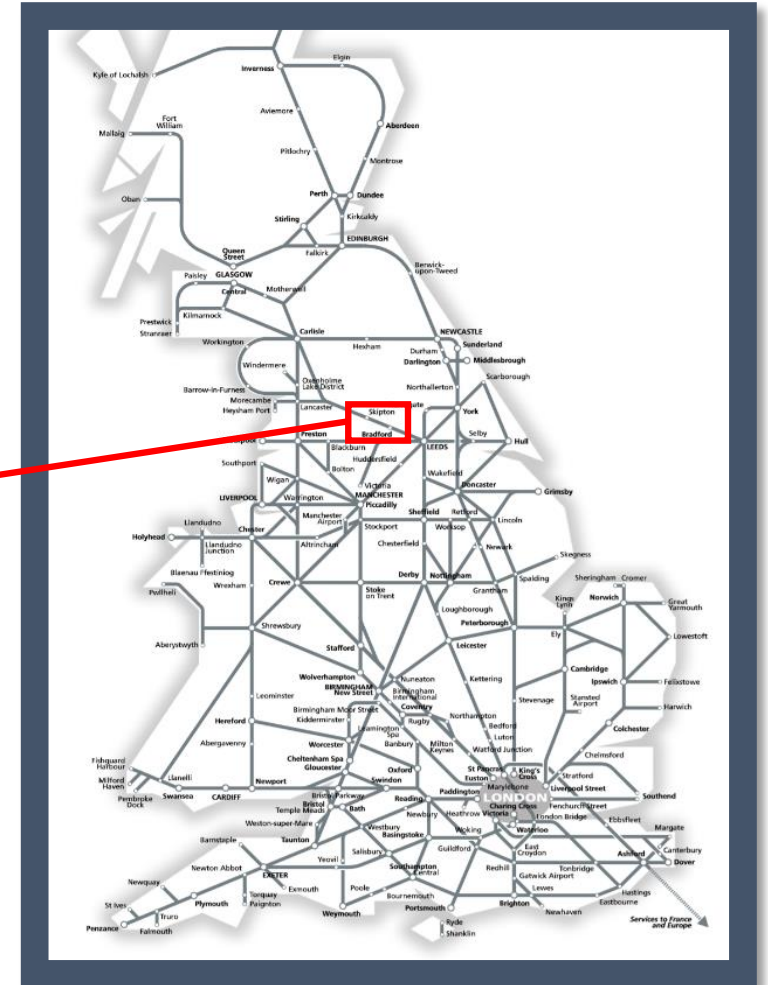 Elgin
Inverness
Kyle of Lochalsh
Aviemore
Fort
William
Aberdeen
Mallaig
Pitlochry
Montrose
Perth
Dundee
Oban
Kirkcaldy
Stirling
EDINBURGH
Queen
Street
Falkirk
Berwick-
upon-Tweed
Paisley
GLASGOW
Central
Motherwell
Kilmarnock
Prestwick
Stranraer
Carlisle
NEWCASTLE
Workington
Hexham
Sunderland
Durham
Darlington
Middlesbrough
Windermere
Oxenholme
Lake District
Scarborough
Barrow-in-Furness
Northallerton
Morecambe
Heysham Port
Lancaster
Skipton
York
Bradford
Preston
Selby
Hull
Blackburn
LEEDS
Huddersfield
Southport
Bolton
Wakefield
Wigan
Victoria
Doncaster
MANCHESTER
Piccadilly
Grimsby
LIVERPOOL
Warrington
Manchester
Airport
Sheffield
Retford
Lincoln
Llandudno
Chester
Stockport
Worksop
Holyhead
Llandudno
Junction
Altrincham
Chesterfield
Newark
Skegness
Blaenau Ffestiniog
Crewe
Derby
Nottingham
Spalding
Sheringham
Cromer
Pwllheli
Wrexham
Stoke
on Trent
Grantham
Kings
Lynn
Norwich
Great
Yarmouth
Loughborough
Shrewsbury
Peterborough
Ely
Lowestoft
Aberystwyth
Stafford
Leicester
Wolverhampton
Cambridge
BIRMINGHAM
New Street
Nuneaton
Kettering
Ipswich
Felixstowe
Leominster
Birmingham
International
Stevenage
Stansted
Airport
Harwich
Birmingham Moor Street
Coventry
Kidderminster
Rugby
Northampton
Hereford
Leamington
Spa
Bedford
Colchester
Worcester
Banbury
Milton
Keynes
Luton
Abergavenny
Watford Junction
Chelmsford
Cheltenham Spa
Gloucester
Oxford
St Pancras
King's
Cross
Fishguard
Harbour
Euston
Stratford
Llanelli
Newport
Swindon
Marylebone
Liverpool Street
Milford
Haven
Paddington
LONDON
Southend
Pembroke
Dock
Swansea
CARDIFF
Bristol Parkway
Reading
Fenchurch Street
Bristol
Temple Meads
Bath
Charing Cross
London Bridge
Newbury
Heathrow
Victoria
Ebbsfleet
Weston-super-Mare
Waterloo
Margate
Westbury
Basingstoke
Woking
Barnstaple
Taunton
East
Croydon
Canterbury
Salisbury
Guildford
Ashford
Dover
Yeovil
Redhill
Tonbridge
Newton Abbot
Southampton
Central
Gatwick Airport
EXETER
Newquay
Exmouth
Poole
Lewes
Hastings
Torquay
Paignton
Bournemouth
Eastbourne
St Ives
Plymouth
Portsmouth
Brighton
Newhaven
Truro
Weymouth
Penzance
Falmouth
Ryde
Shanklin
Services to France
and Europe